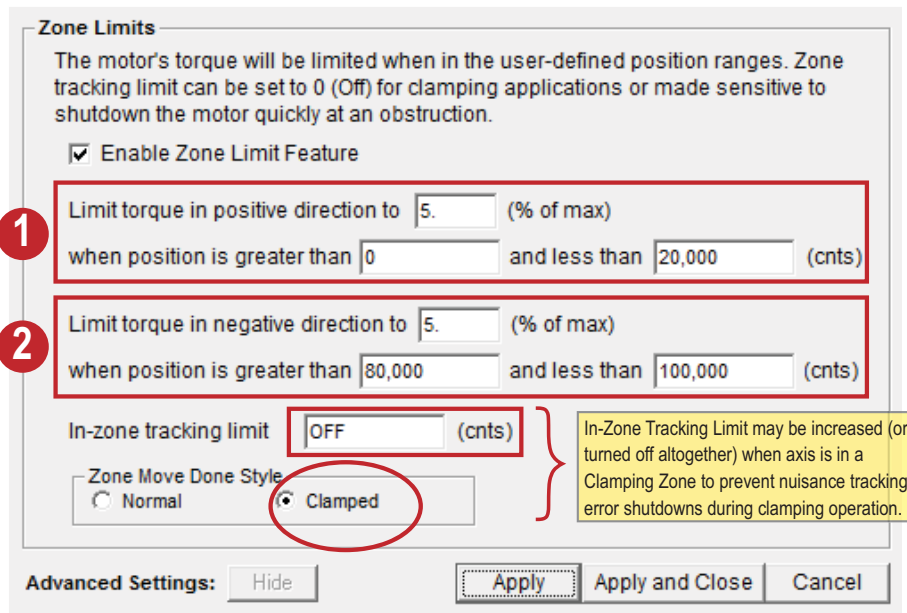 Zone Limits
The motor's torque will be limited when in the user-defined position ranges. Zone
tracking limit can be set to 0 (Off) for clamping applications or made sensitive to
shutdown the motor quickly at an obstruction.
Enable Zone Limit Feature
1
Limit torque in positive direction to 5. (% of max)
when position is greater than 0 and less than 20,000 (cnts)
2
Limit torque in negative direction to 5. (% of max)
when position is greater than 80,000 and less than 100,000 (cnts)
In-zone tracking limit OFF (cnts)
Zone Move Done Style
Normal Clamped
In-Zone Tracking Limit may be increased (or
turned off altogether) when axis is in a
Clamping Zone to prevent nuisance tracking
error shutdowns during clamping operation.
Advanced Settings: Hide Apply Apply and Close Cancel